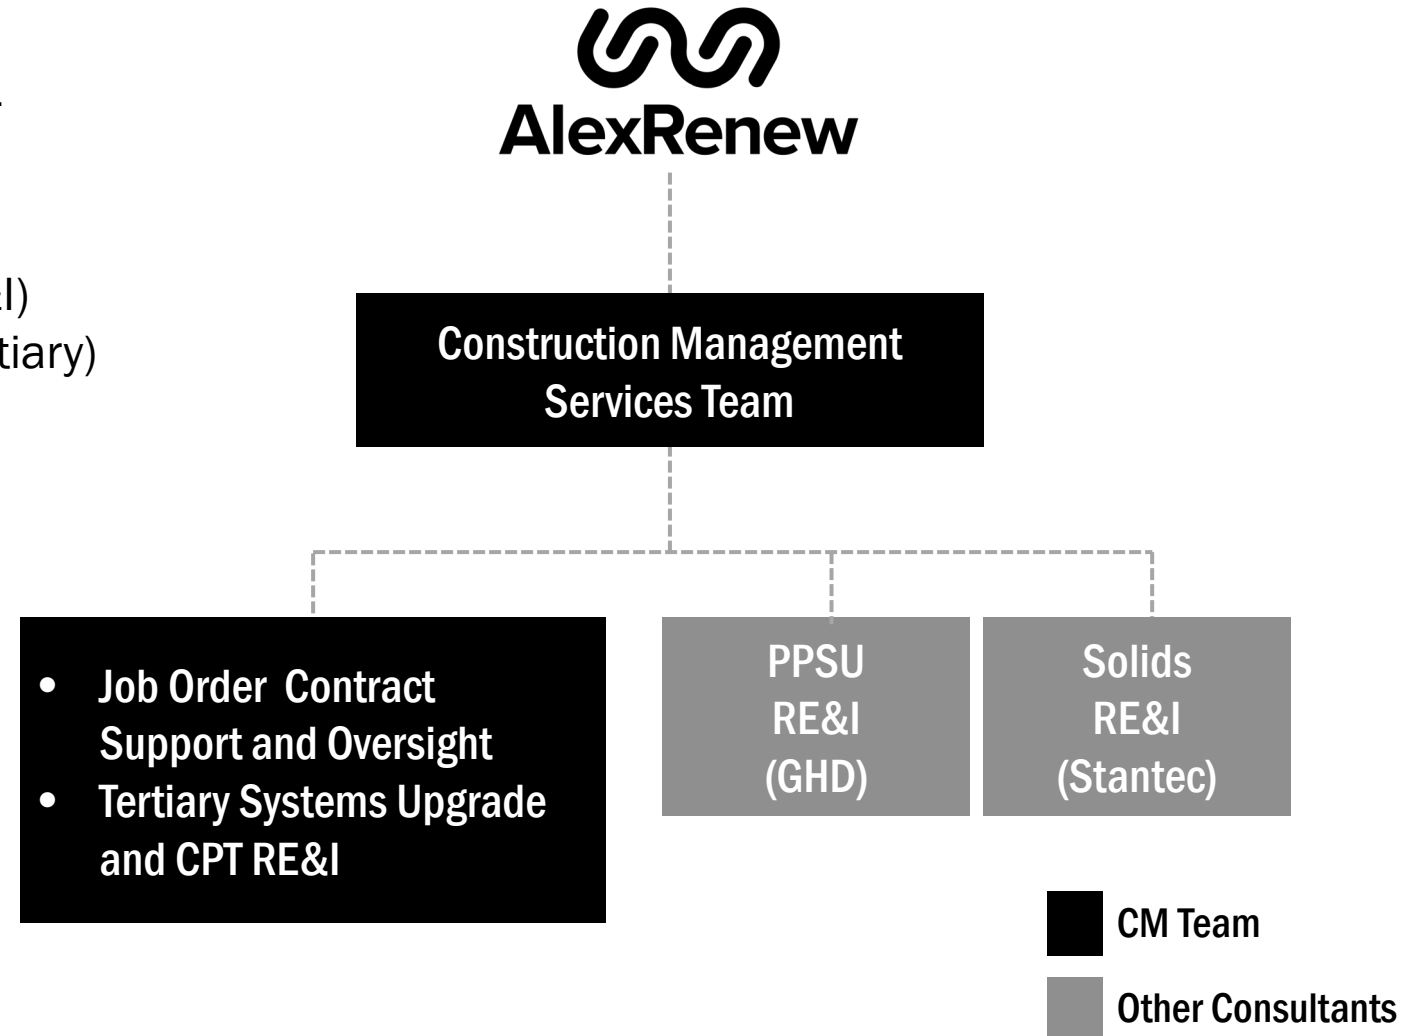 AlexRenew
I)
tiary)
Construction Management
Services Team
• Job Order Contract
Support and Oversight
• Tertiary Systems Upgrade
and CPT RE&I
PPSU
RE&I
(GHD)
Solids
RE&I
(Stantec)
CM Team
Other Consultants